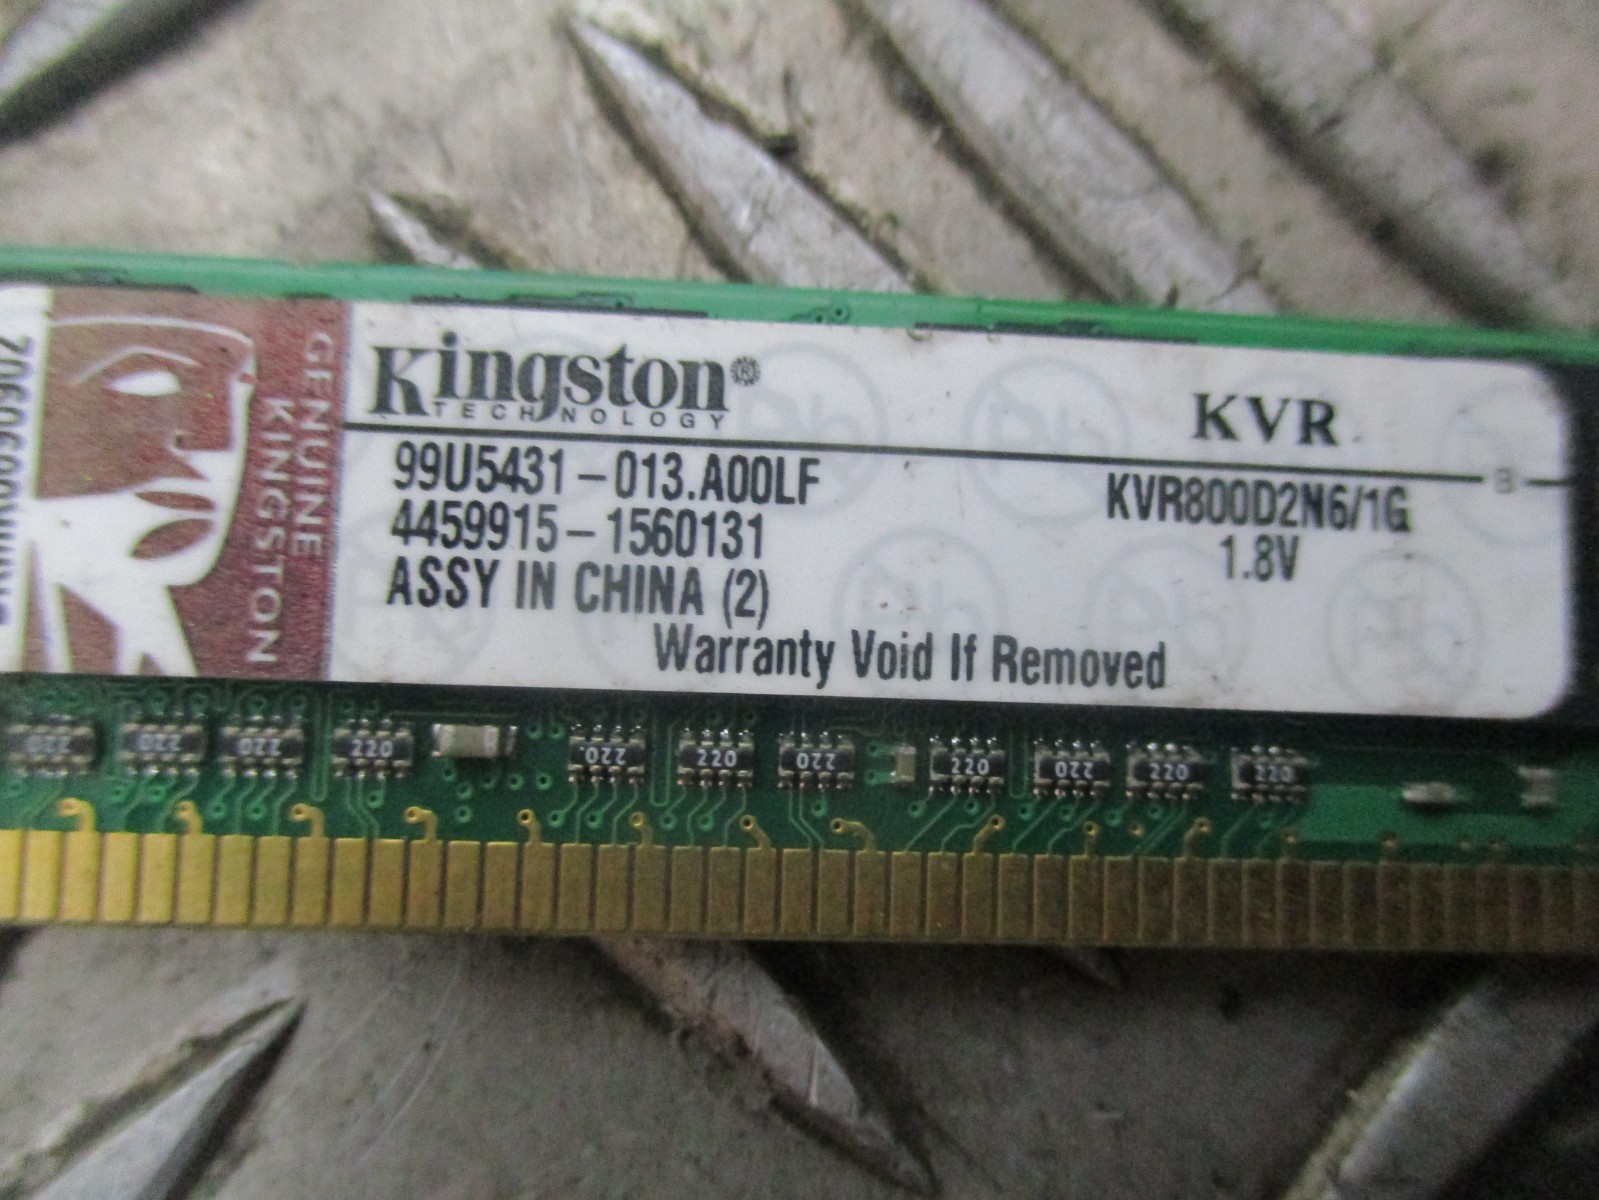 GENUINE
KINGSTON
Kingston®
TECHNOLOGY
KVR
B
99U5431-013.A00LF
KVR800D2N6/1G
4459915-1560131
1.8V
ASSY IN CHINA (2)
Warranty Void If Removed
220 220 220 220 220 220 220 220 220 220 220